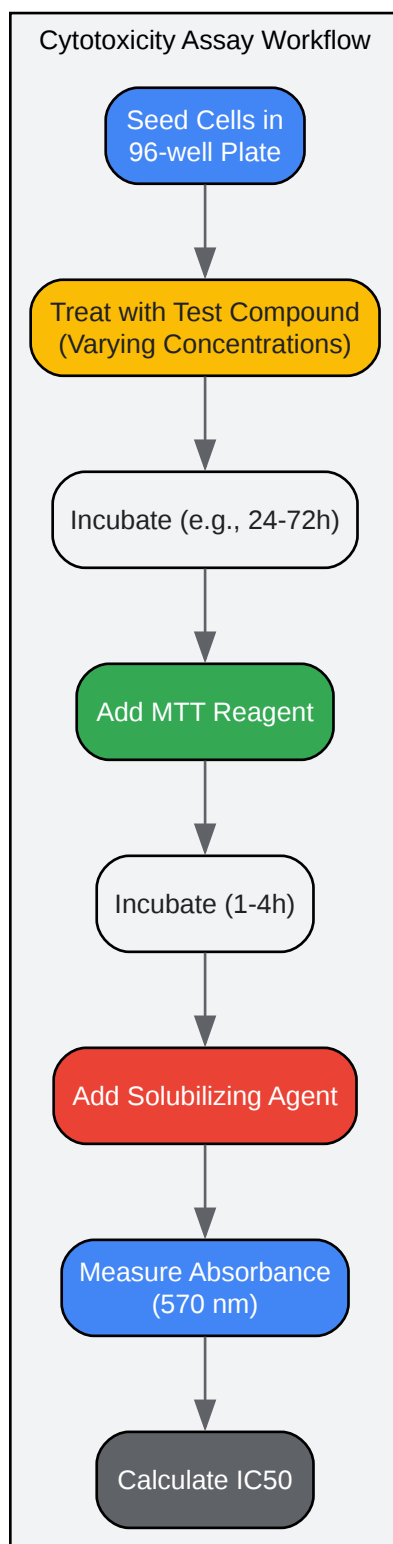 Cytotoxicity Assay Workflow
Seed Cells in
96-well Plate
Treat with Test Compound
(Varying Concentrations)
Incubate (e.g., 24-72h)
Add MTT Reagent
Incubate (1-4h)
Add Solubilizing Agent
Measure Absorbance
(570 nm)
Calculate IC50